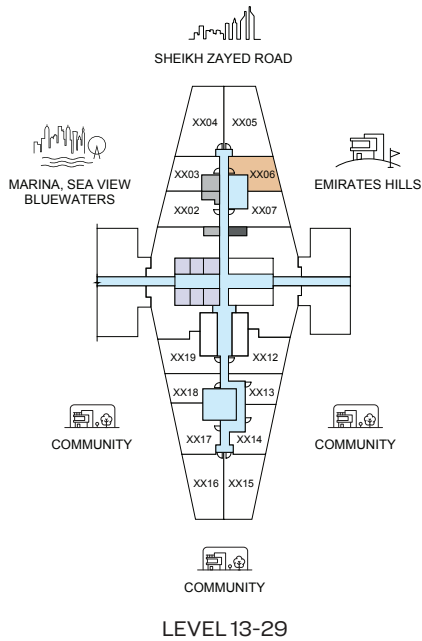 SHEIKH ZAYED ROAD
XX04
XX05
MARINA, SEA VIEW
BLUEWATERS
XX03
XX06
EMIRATES HILLS
XX02
XX07
XX19
XX12
XX18
XX13
COMMUNITY
COMMUNITY
XX17
XX14
XX16
XX15
COMMUNITY
LEVEL 13-29